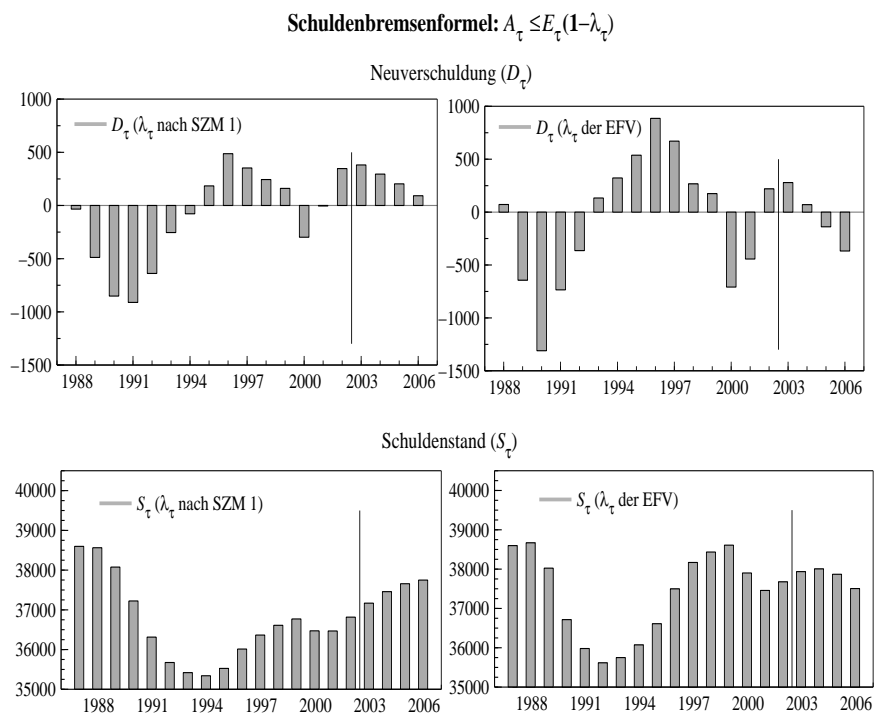 Schuldenbremsenformel: Aτ ≤Eτ(1−λτ)
Neuverschuldung (Dτ)
1000
500
0
−500
−1000
−1500
Dτ (λτ nach SZM 1)
1988 1991 1994 1997 2000 2003 2006
1000
500
0
−500
−1000
−1500
Dτ (λτ der EFV)
1988 1991 1994 1997 2000 2003 2006
Schuldenstand (Sτ)
40000
39000
38000
37000
36000
35000
Sτ (λτ nach SZM 1)
1988 1991 1994 1997 2000 2003 2006
40000
39000
38000
37000
36000
35000
Sτ (λτ der EFV)
1988 1991 1994 1997 2000 2003 2006